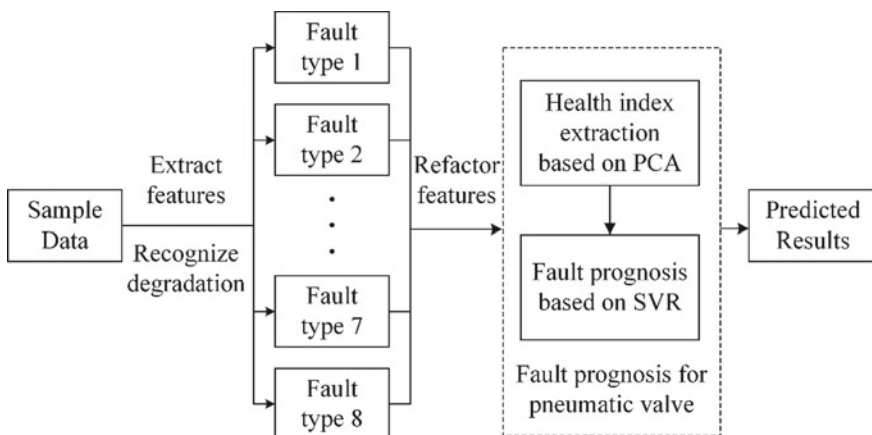 Sample
Data
Extract
features
Recognize
degradation
Fault
type 1
Fault
type 2
Fault
type 7
Fault
type 8
Refactor
features
Health index
extraction
based on PCA
Fault prognosis
based on SVR
Fault prognosis for
pneumatic valve
Predicted
Results